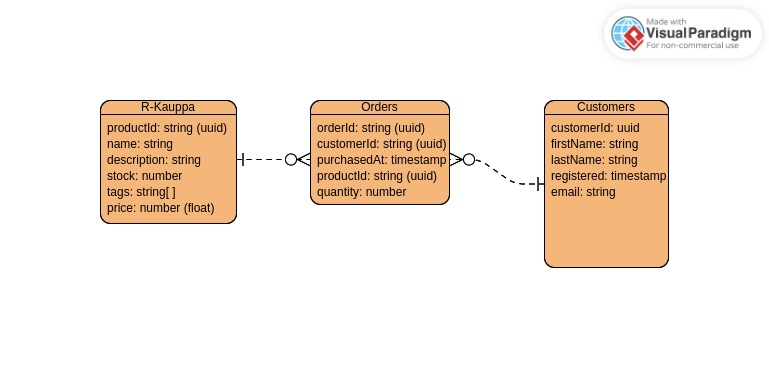 Made with
VisualParadigm
For non-commercial use
R-Kauppa
productId: string (uuid)
name: string
description: string
stock: number
tags: string[ ]
price: number (float)
Orders
orderId: string (uuid)
customerId: string (uuid)
purchasedAt: timestamp
productId: string (uuid)
quantity: number
Customers
customerId: uuid
firstName: string
lastName: string
registered: timestamp
email: string